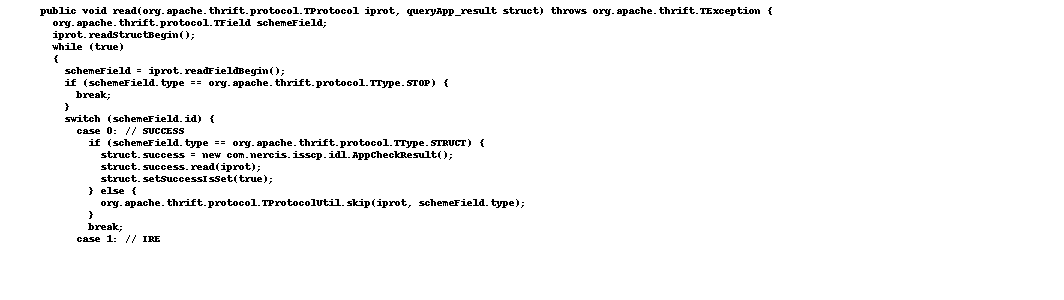 public void read(org.apache.thrift.protocol.TProtocol iprot, queryApp_result struct) throws org.apache.thrift.TException {
org.apache.thrift.protocol.TField schemeField;
iprot.readStructBegin();
while (true)
{
schemeField = iprot.readFieldBegin();
if (schemeField.type == org.apache.thrift.protocol.TType.STOP) {
break;
}
switch (schemeField.id) {
case 0: // SUCCESS
if (schemeField.type == org.apache.thrift.protocol.TType.STRUCT) {
struct.success = new com.nercis.isscp.idl.AppCheckResult();
struct.success.read(iprot);
struct.setSuccessIsSet(true);
} else {
org.apache.thrift.protocol.TProtocolUtil.skip(iprot, schemeField.type);
}
break;
case 1: // IRE